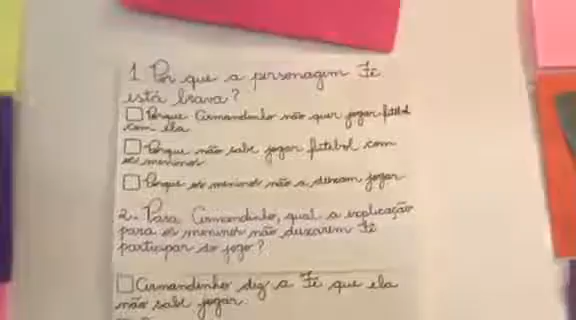 1. Por que a personagem Fê
está brava?
☐ Porque Armandinho não quer jogar futebol
com ela
☐ Porque não sabe jogar futebol com
os meninos
☐ Porque os meninos não a deixam jogar
2. Para Armandinho, qual a explicação
para os meninos não deixarem Fê
participar do jogo?
☐ Armandinho diz a Fê que ela
não sabe jogar.